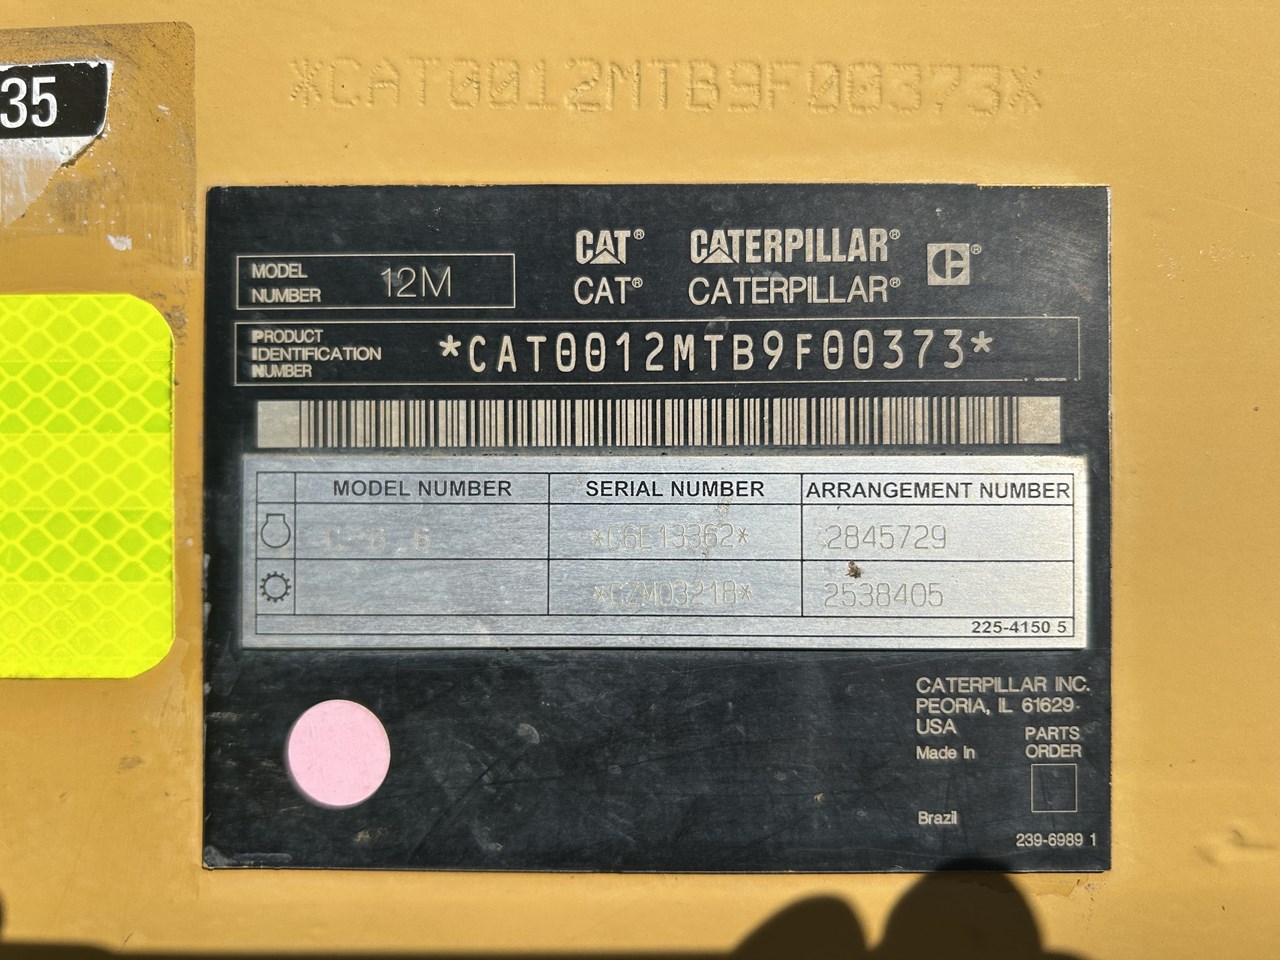 *CAT0012MTB9F00373*
35
CAT® CATERPILLAR®
CAT® CATERPILLAR®
MODEL NUMBER 12M
PRODUCT IDENTIFICATION NUMBER *CAT0012MTB9F00373*
MODEL NUMBER SERIAL NUMBER ARRANGEMENT NUMBER
*C6E13362* 2845729
2538405
225-4150 5
CATERPILLAR INC.
PEORIA, IL 61629
USA
Made In
PARTS
ORDER
Brazil
239-6989 1